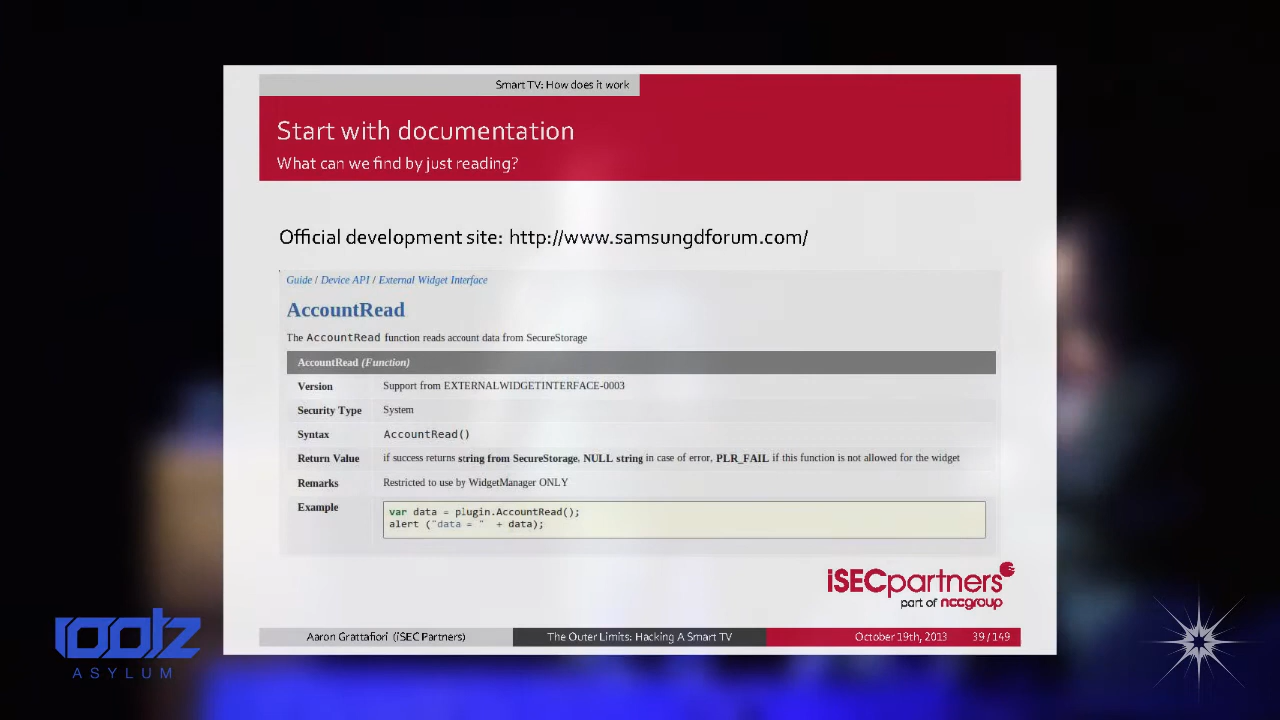 Smart TV: How does it work
Start with documentation
What can we find by just reading?
Official development site: http://www.samsungdforum.com/
Guide / Device API / External Widget Interface
AccountRead
The AccountRead function reads account data from SecureStorage
AccountRead (Function)
Version Support from EXTERNALWIDGETINTERFACE-0003
Security Type System
Syntax AccountRead()
Return Value if success returns string from SecureStorage, NULL string in case of error, PLR_FAIL if this function is not allowed for the widget
Remarks Restricted to use by WidgetManager ONLY
Example var data = plugin.AccountRead();
alert ("data = " + data);
iSECpartners
part of nccgroup
Aaron Grattafiori (iSEC Partners) The Outer Limits: Hacking A Smart TV October 19th, 2013 39 / 149
rootz
ASYLUM